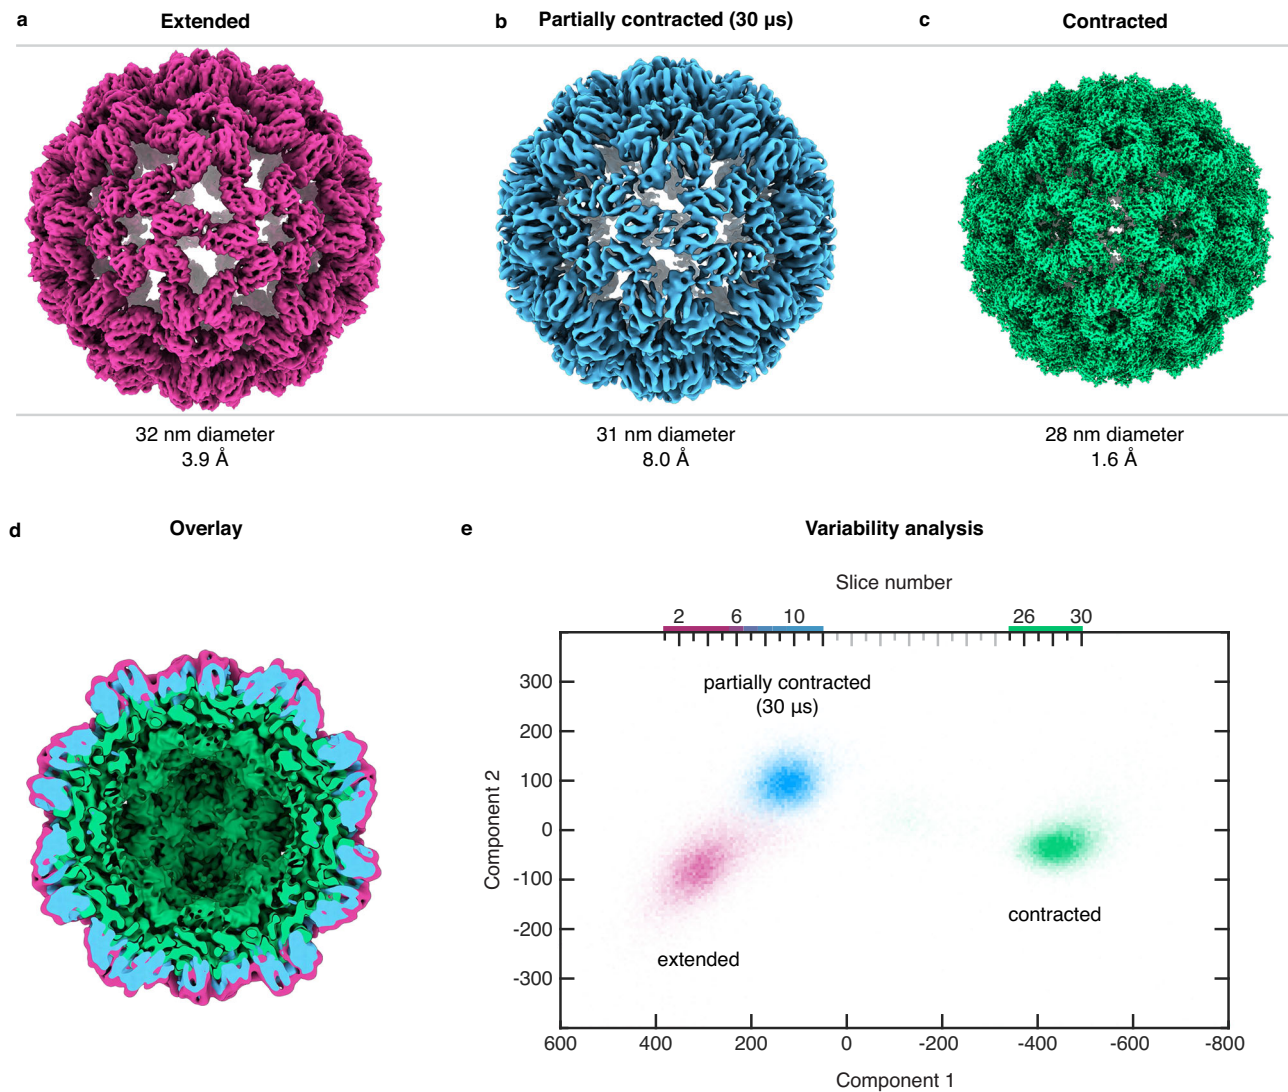 a Extended
b Partially contracted (30 µs)
c Contracted
32 nm diameter
3.9 Å
31 nm diameter
8.0 Å
28 nm diameter
1.6 Å
d Overlay
e Variability analysis
Slice number
2 6 10 26 30
partially contracted
(30 µs)
extended
contracted
Component 2
300
200
100
0
-100
-200
-300
600 400 200 0 -200 -400 -600 -800
Component 1